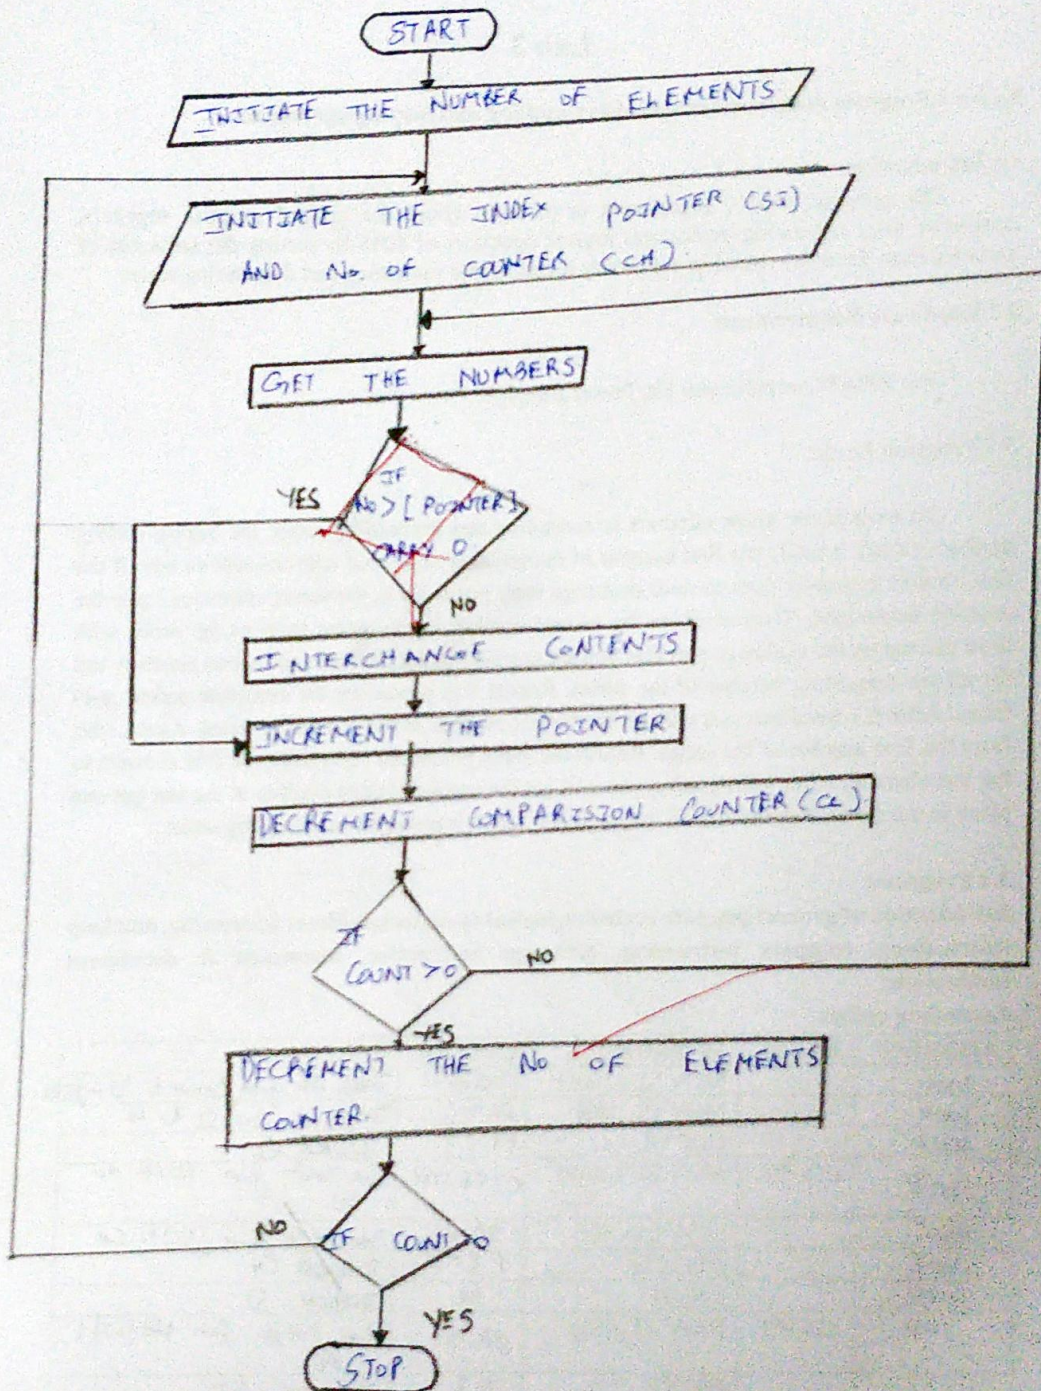 START
INITIATE THE NUMBER OF ELEMENTS
INITIATE THE INDEX POINTER (SI)
AND No. OF COUNTER (CH)
GET THE NUMBERS
IF
No > [POINTER]
CARRY 0
YES
NO
INTERCHANGE CONTENTS
INCREMENT THE POINTER
DECREMENT COMPARISION COUNTER (CL).
IF
COUNT > 0
NO
YES
DECREMENT THE No OF ELEMENTS
COUNTER.
NO
IF COUNT > 0
YES
STOP